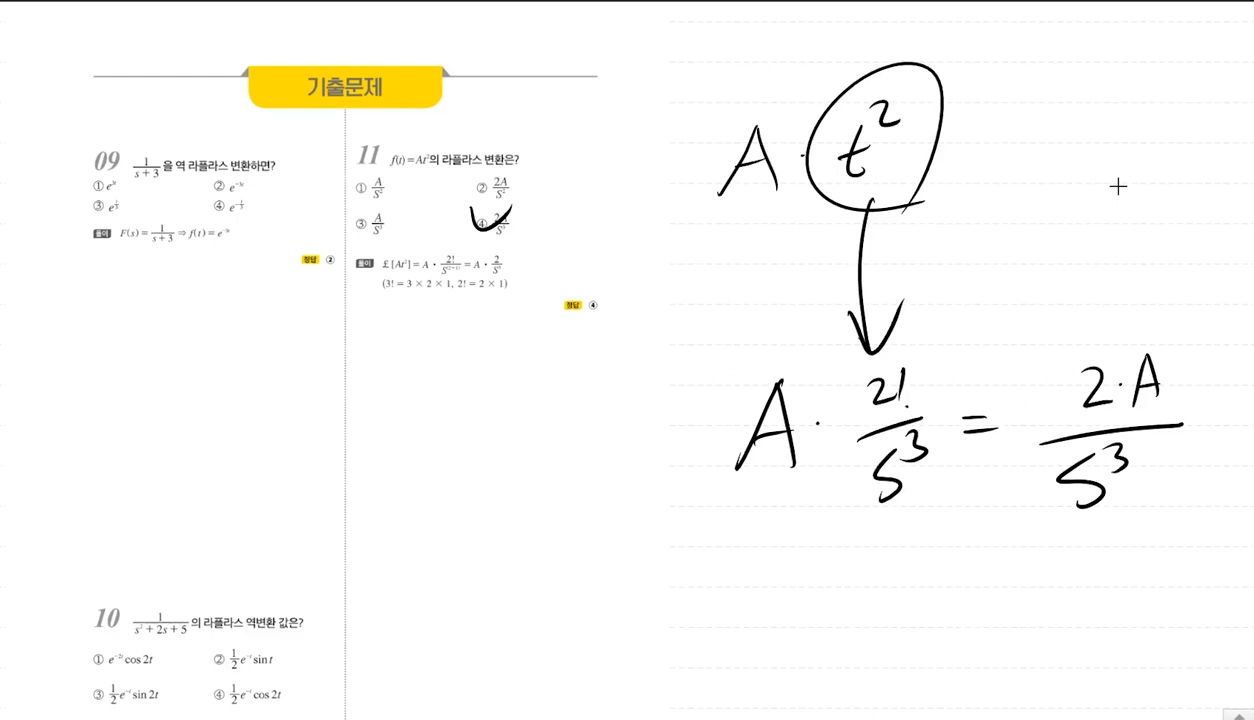 기출문제
09 1/(s + 3) 을 역 라플라스 변환하면?
① e^{3t} ② e^{-3t}
③ e^{t/3} ④ e^{-t/3}
풀이 F(s) = 1/(s + 3) ⇒ f(t) = e^{-3t}
정답 ②
10 1/(s² + 2s + 5) 의 라플라스 역변환 값은?
① e^{-2t} cos 2t ② 1/2 e^{-t} sin t
③ 1/2 e^{-t} sin 2t ④ 1/2 e^{-t} cos 2t
11 f(t) = At²의 라플라스 변환은?
① A/S² ② 2A/S²
③ A/S³ ④ 2A/S³
풀이 £ [At²] = A · 2!/S^{(2+1)} = A · 2/S³
(3! = 3 × 2 × 1, 2! = 2 × 1)
정답 ④
A · t²
A · 2!/S³ = 2·A/S³